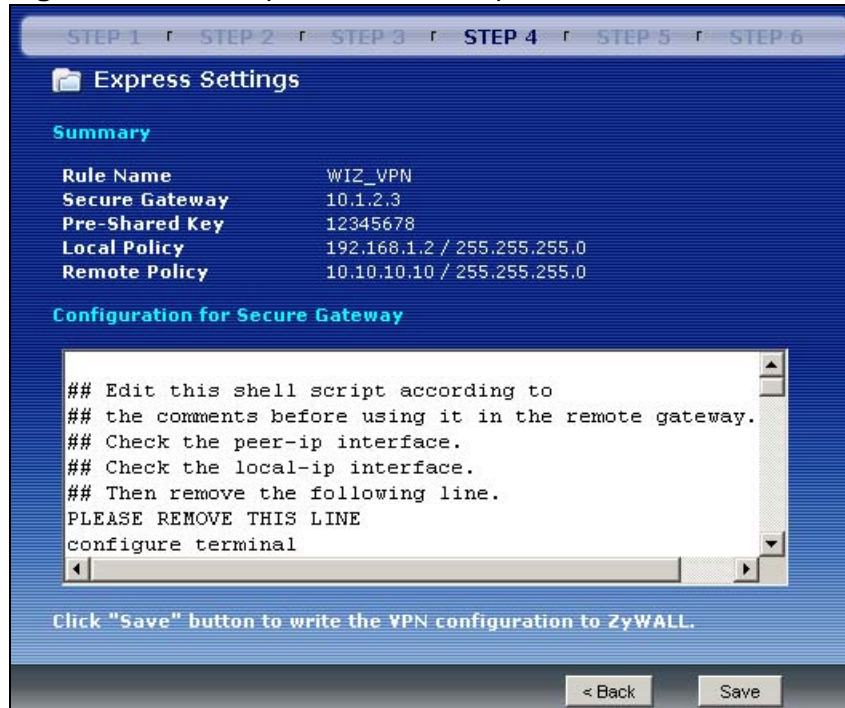 STEP 1 r STEP 2 r STEP 3 r STEP 4 r STEP 5 r STEP 6
Express Settings
Summary
Rule Name WIZ_VPN
Secure Gateway 10.1.2.3
Pre-Shared Key 12345678
Local Policy 192.168.1.2 / 255.255.255.0
Remote Policy 10.10.10.10 / 255.255.255.0
Configuration for Secure Gateway
## Edit this shell script according to
## the comments before using it in the remote gateway.
## Check the peer-ip interface.
## Check the local-ip interface.
## Then remove the following line.
PLEASE REMOVE THIS LINE
configure terminal
Click "Save" button to write the VPN configuration to ZyWALL.
< Back Save